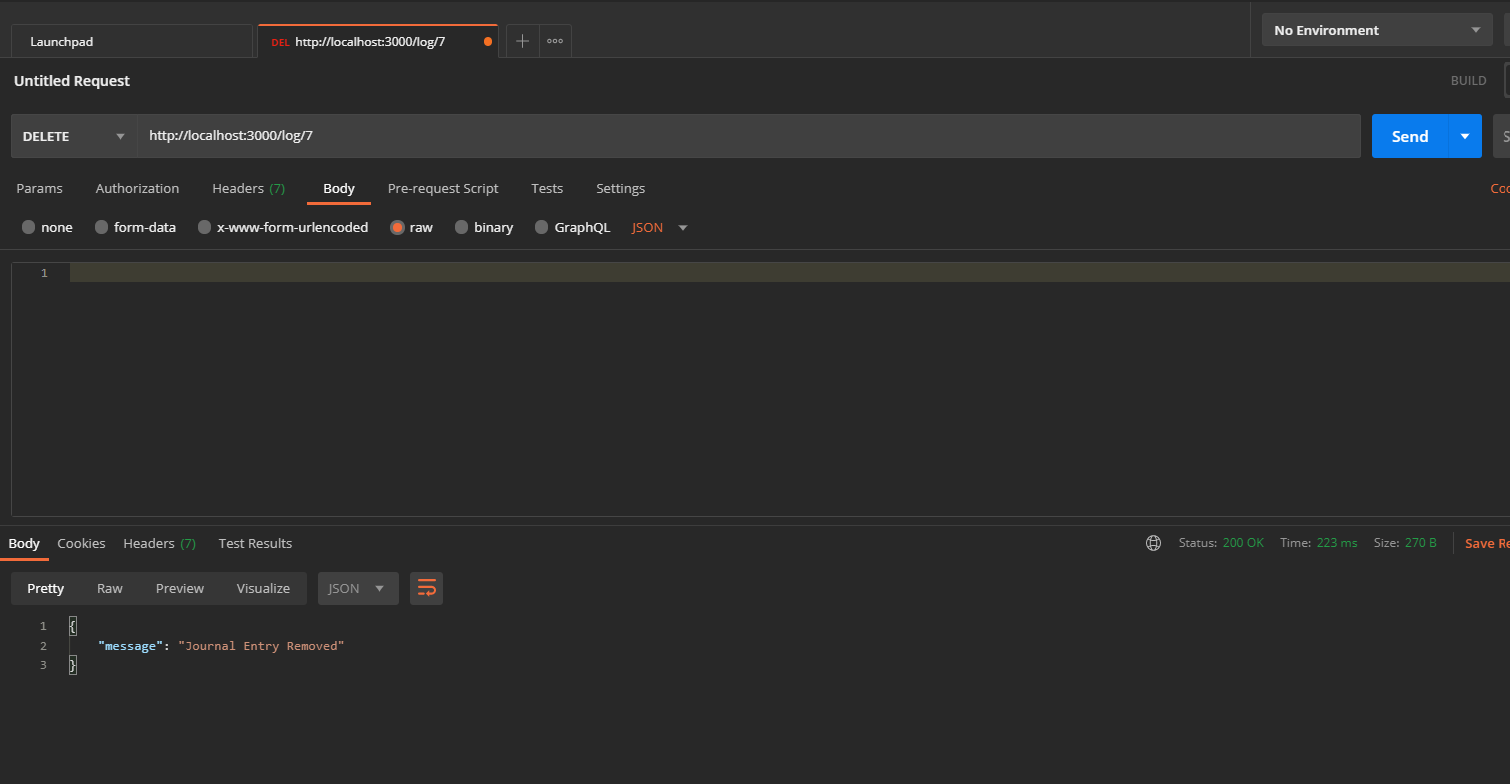 Launchpad
DEL http://localhost:3000/log/7
No Environment
Untitled Request
BUILD
DELETE http://localhost:3000/log/7 Send
Params Authorization Headers (7) Body Pre-request Script Tests Settings
none form-data x-www-form-urlencoded raw binary GraphQL JSON
1
Body Cookies Headers (7) Test Results Status: 200 OK Time: 223 ms Size: 270 B Save
Pretty Raw Preview Visualize JSON
1 {
2 "message": "Journal Entry Removed"
3 }